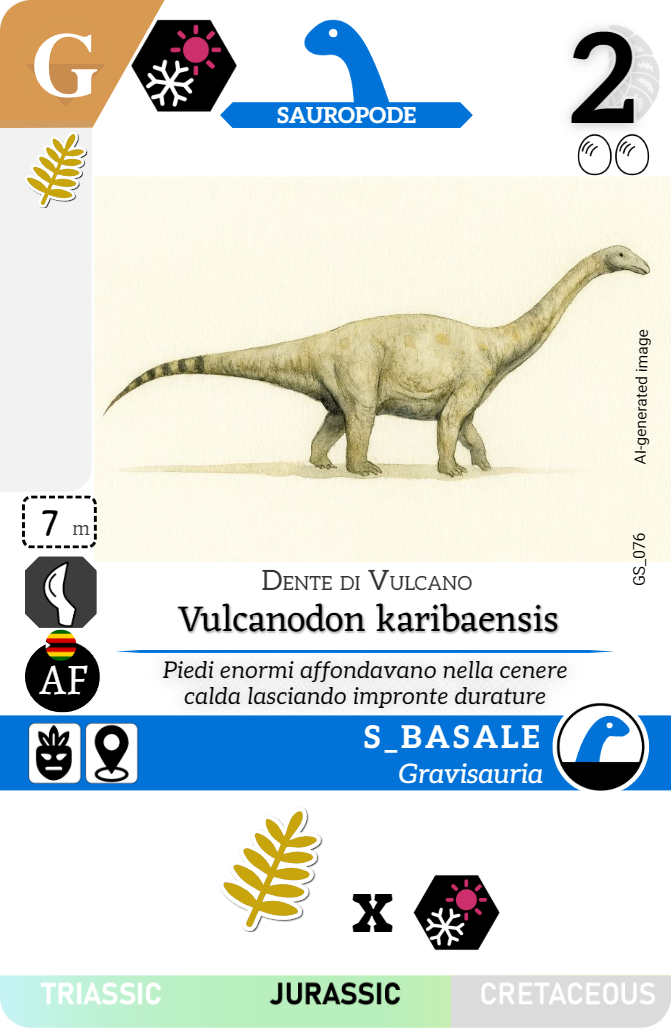 G
SAUROPODE
2
AI-generated image
GS_076
7 m
AF
DENTE DI VULCANO
Vulcanodon karibaensis
Piedi enormi affondavano nella cenere
calda lasciando impronte durature
S_BASALE
Gravisauria
x
TRIASSIC JURASSIC CRETACEOUS